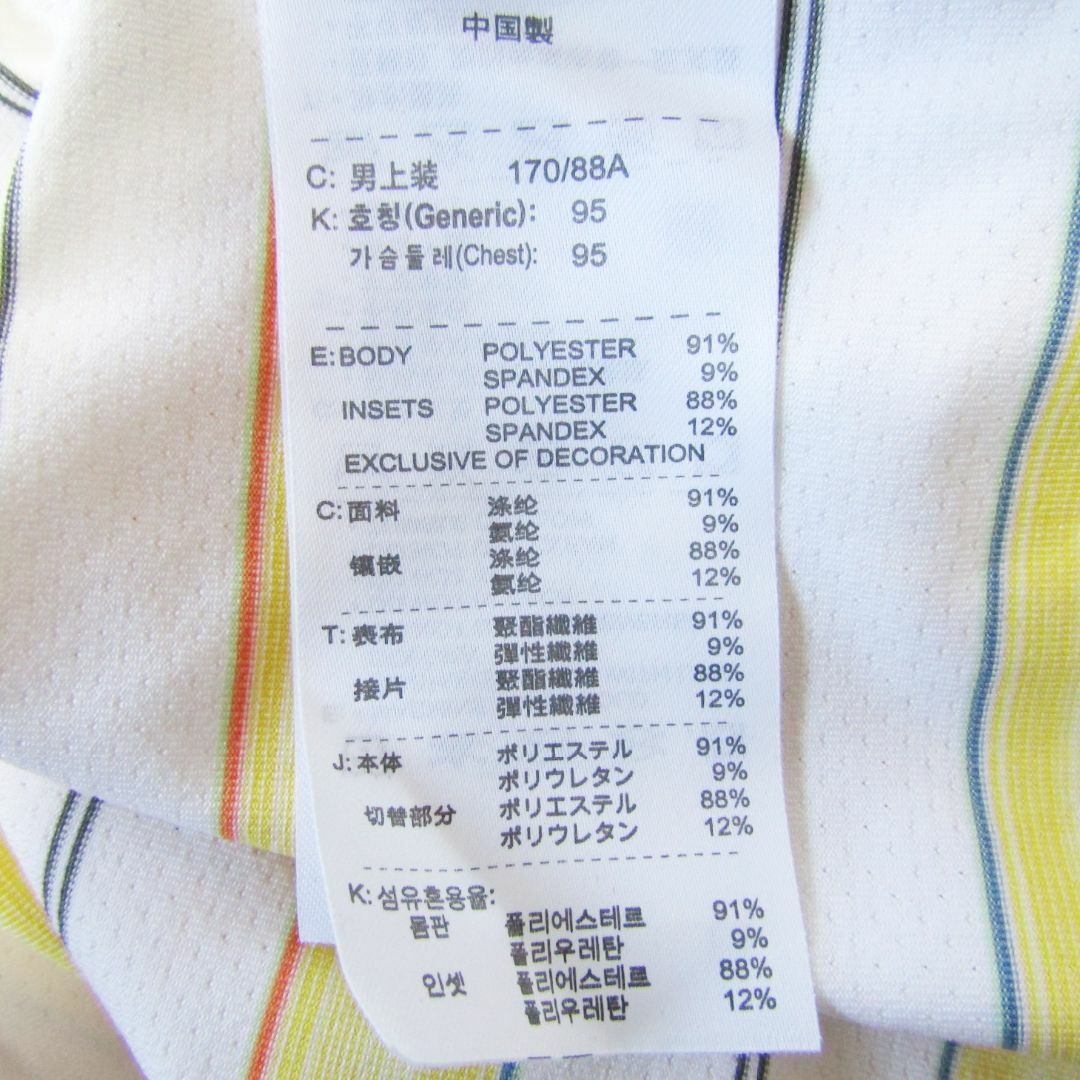 中国製
C: 男上装 170/88A
K: 호칭(Generic): 95
가슴둘레(Chest): 95
E: BODY POLYESTER 91%
SPANDEX 9%
INSETS POLYESTER 88%
SPANDEX 12%
EXCLUSIVE OF DECORATION
C: 面料 涤纶 91%
氨纶 9%
镶嵌 涤纶 88%
氨纶 12%
T: 表布 聚酯纖維 91%
彈性纖維 9%
接片 聚酯纖維 88%
彈性纖維 12%
J: 本体 ポリエステル 91%
ポリウレタン 9%
切替部分 ポリエステル 88%
ポリウレタン 12%
K: 섬유혼용율:
몸판 폴리에스테르 91%
폴리우레탄 9%
인셋 폴리에스테르 88%
폴리우레탄 12%